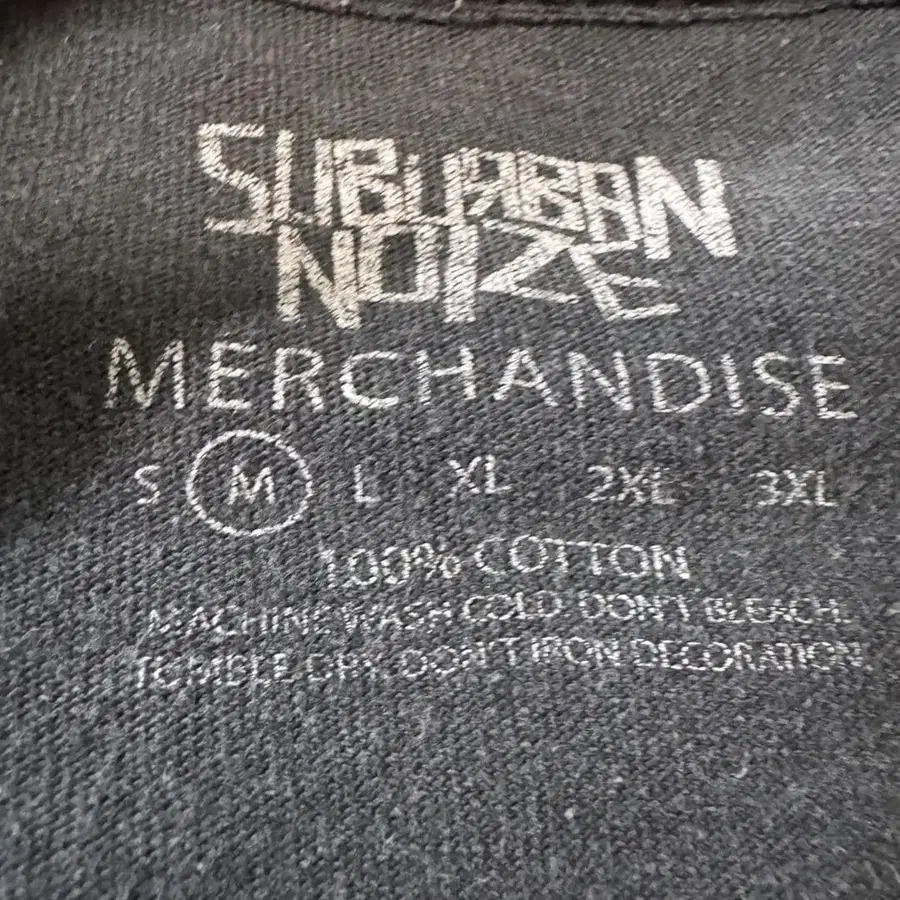 SUBURBAN
NOIZE
MERCHANDISE
S M L XL 2XL 3XL
100% COTTON
MACHINE WASH COLD. DON'T BLEACH.
TUMBLE DRY. DON'T IRON DECORATION.